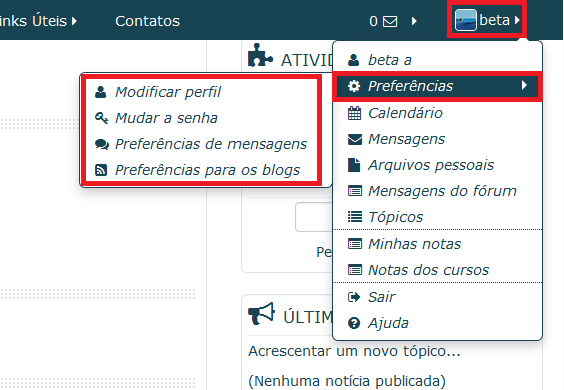 inks Úteis
Contatos
0
beta
ATIVID
beta a
Preferências
Modificar perfil
Mudar a senha
Preferências de mensagens
Preferências para os blogs
Calendário
Mensagens
Arquivos pessoais
Mensagens do fórum
Tópicos
Pe
Minhas notas
Notas dos cursos
Sair
Ajuda
ÚLTIM
Acrescentar um novo tópico...
(Nenhuma notícia publicada)